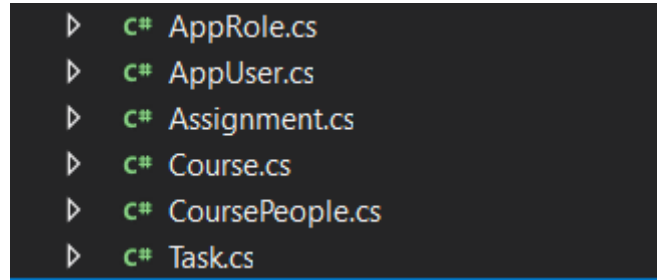 C# AppRole.cs
C# AppUser.cs
C# Assignment.cs
C# Course.cs
C# CoursePeople.cs
C# Task.cs